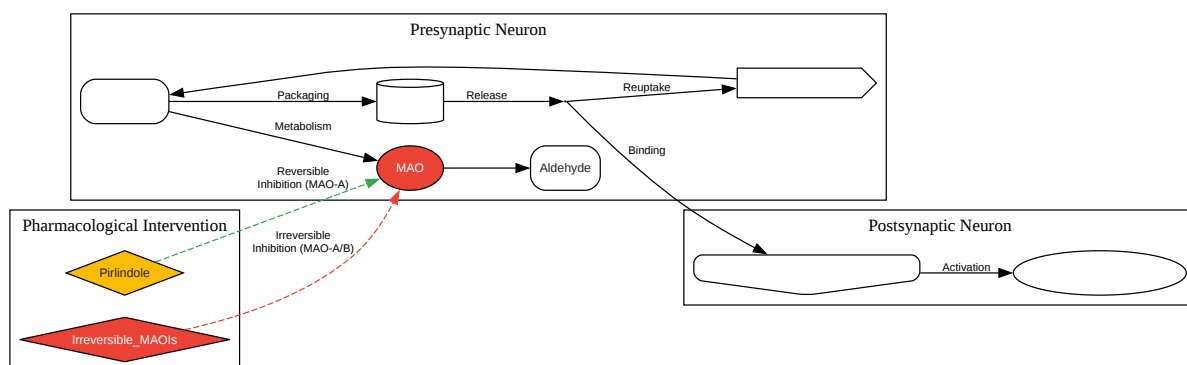 Presynaptic Neuron
Packaging
Release
Reuptake
Metabolism
MAO
Aldehyde
Binding
Reversible
Inhibition (MAO-A)
Irreversible
Inhibition (MAO-A/B)
Pharmacological Intervention
Pirlindole
Irreversible_MAOIs
Postsynaptic Neuron
Activation